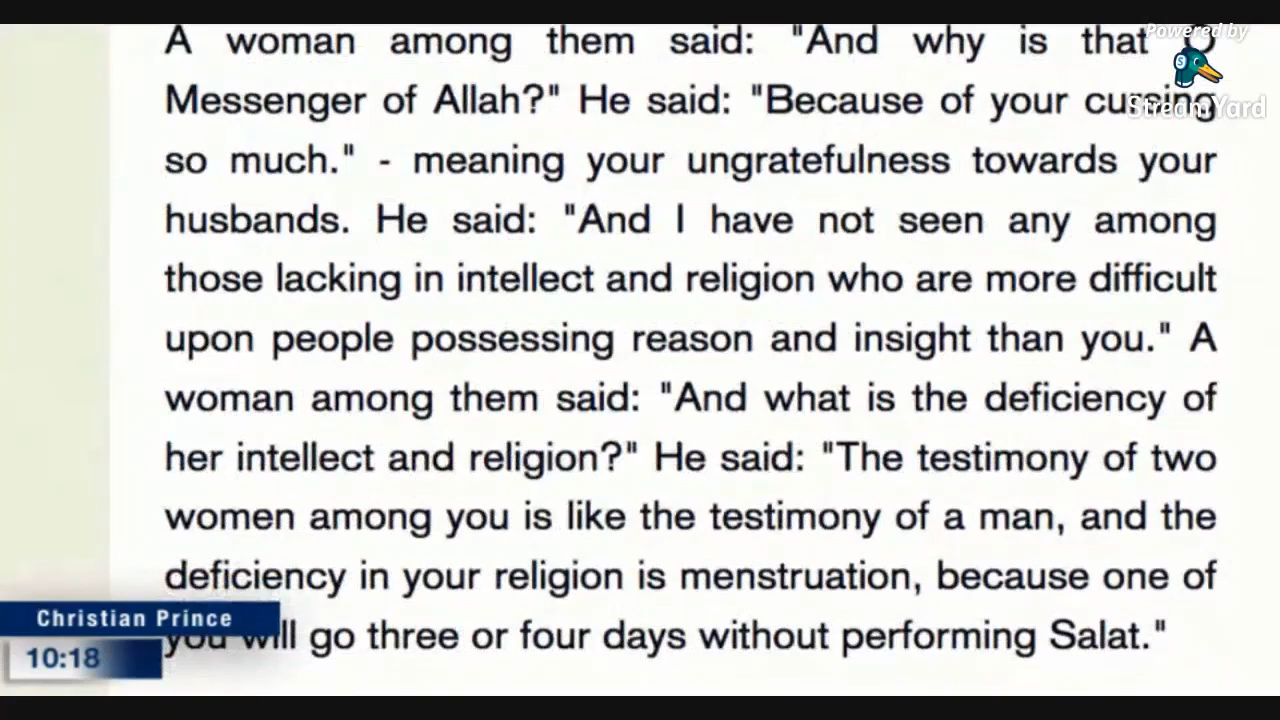 A woman among them said: "And why is that O
Messenger of Allah?" He said: "Because of your cursing
so much." - meaning your ungratefulness towards your
husbands. He said: "And I have not seen any among
those lacking in intellect and religion who are more difficult
upon people possessing reason and insight than you." A
woman among them said: "And what is the deficiency of
her intellect and religion?" He said: "The testimony of two
women among you is like the testimony of a man, and the
deficiency in your religion is menstruation, because one of
you will go three or four days without performing Salat."
Powered by
S
StreamYard
Christian Prince
10:18